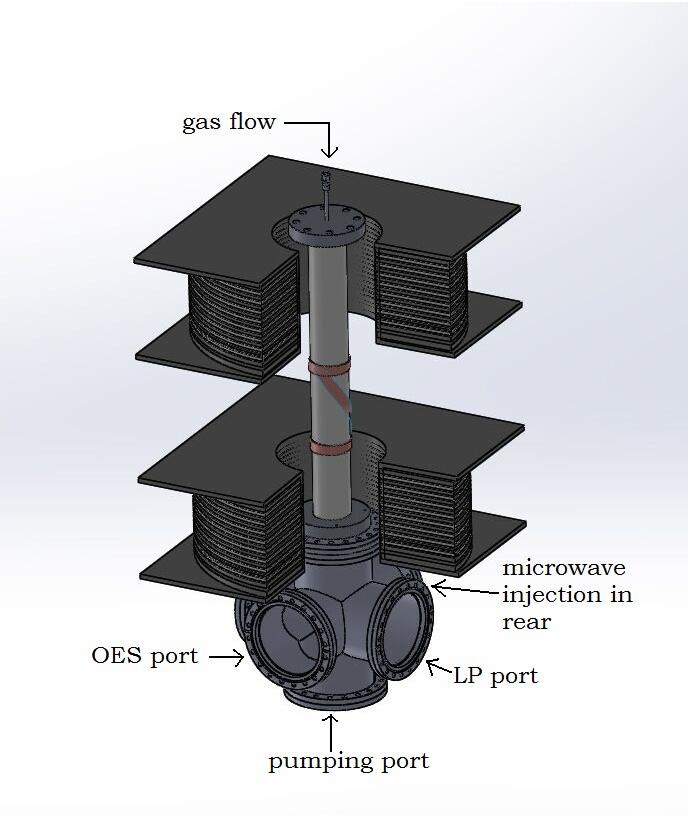 gas flow
microwave
injection in
rear
OES port
LP port
pumping port